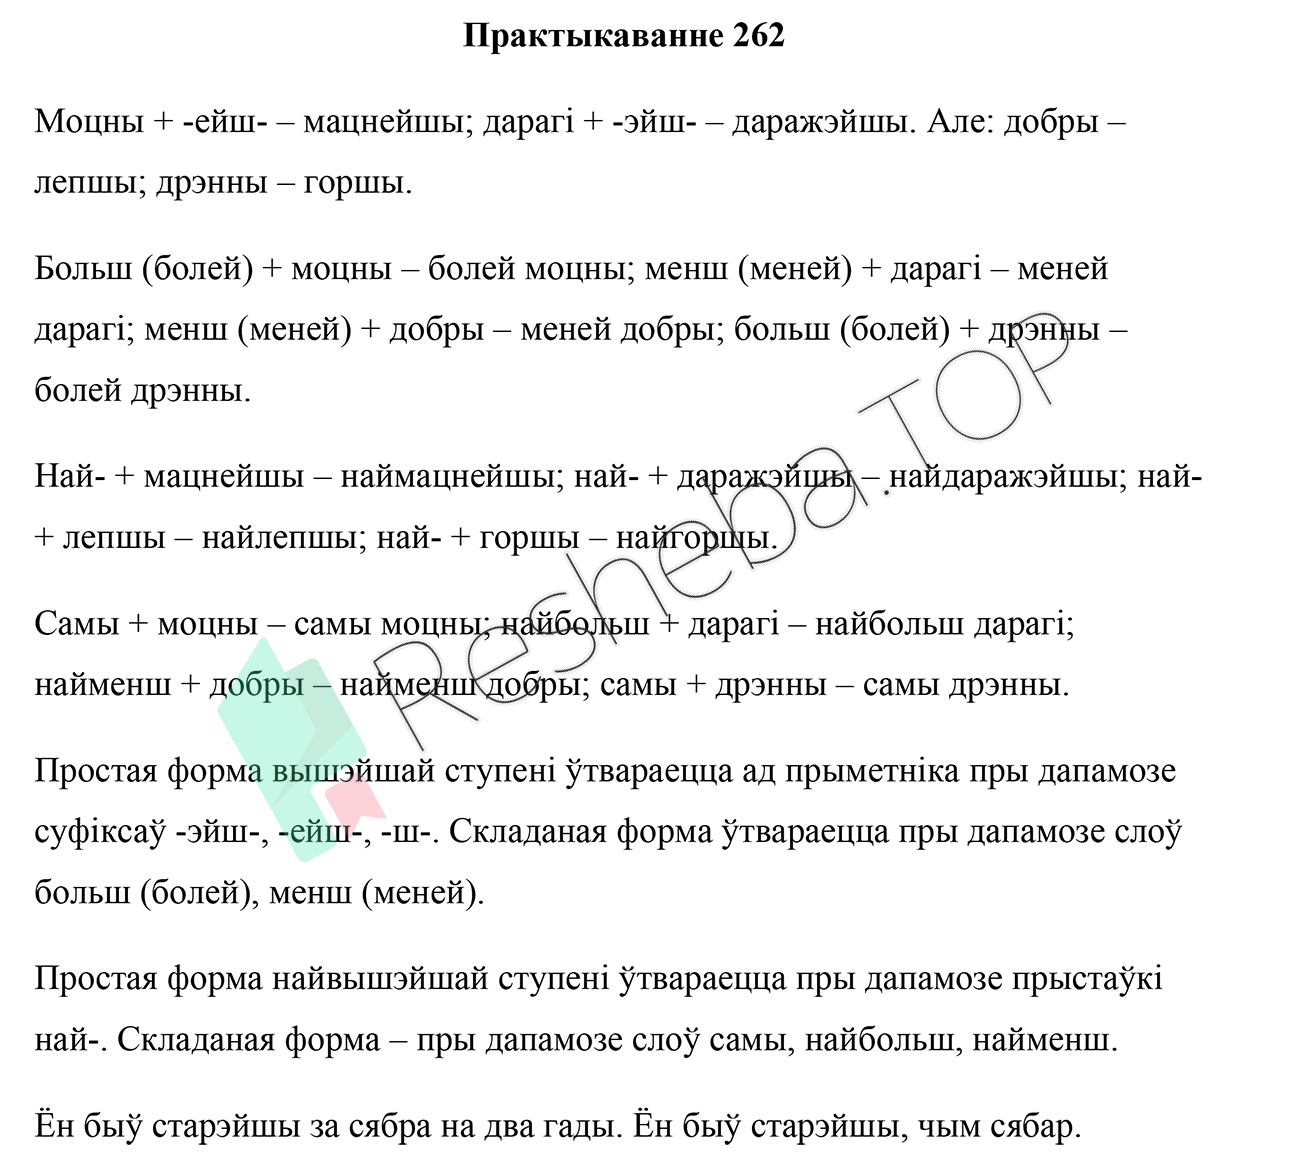 Практыкаванне 262
Моцны + -ейш- – мацнейшы; дарагі + -эйш- – даражэйшы. Але: добры –
лепшы; дрэнны – горшы.
Больш (болей) + моцны – болей моцны; менш (меней) + дарагі – меней
дарагі; менш (меней) + добры – меней добры; больш (болей) + дрэнны –
болей дрэнны.
Най- + мацнейшы – наймацнейшы; най- + даражэйшы – найдаражэйшы; най-
+ лепшы – найлепшы; най- + горшы – найгоршы.
Самы + моцны – самы моцны; найбольш + дарагі – найбольш дарагі;
найменш + добры – найменш добры; самы + дрэнны – самы дрэнны.
Простая форма вышэйшай ступені ўтвараецца ад прыметніка пры дапамозе
суфіксаў -эйш-, -ейш-, -ш-. Складаная форма ўтвараецца пры дапамозе слоў
больш (болей), менш (меней).
Простая форма найвышэйшай ступені ўтвараецца пры дапамозе прыстаўкі
най-. Складаная форма – пры дапамозе слоў самы, найбольш, найменш.
Ён быў старэйшы за сябра на два гады. Ён быў старэйшы, чым сябар.
Resheba.TOP